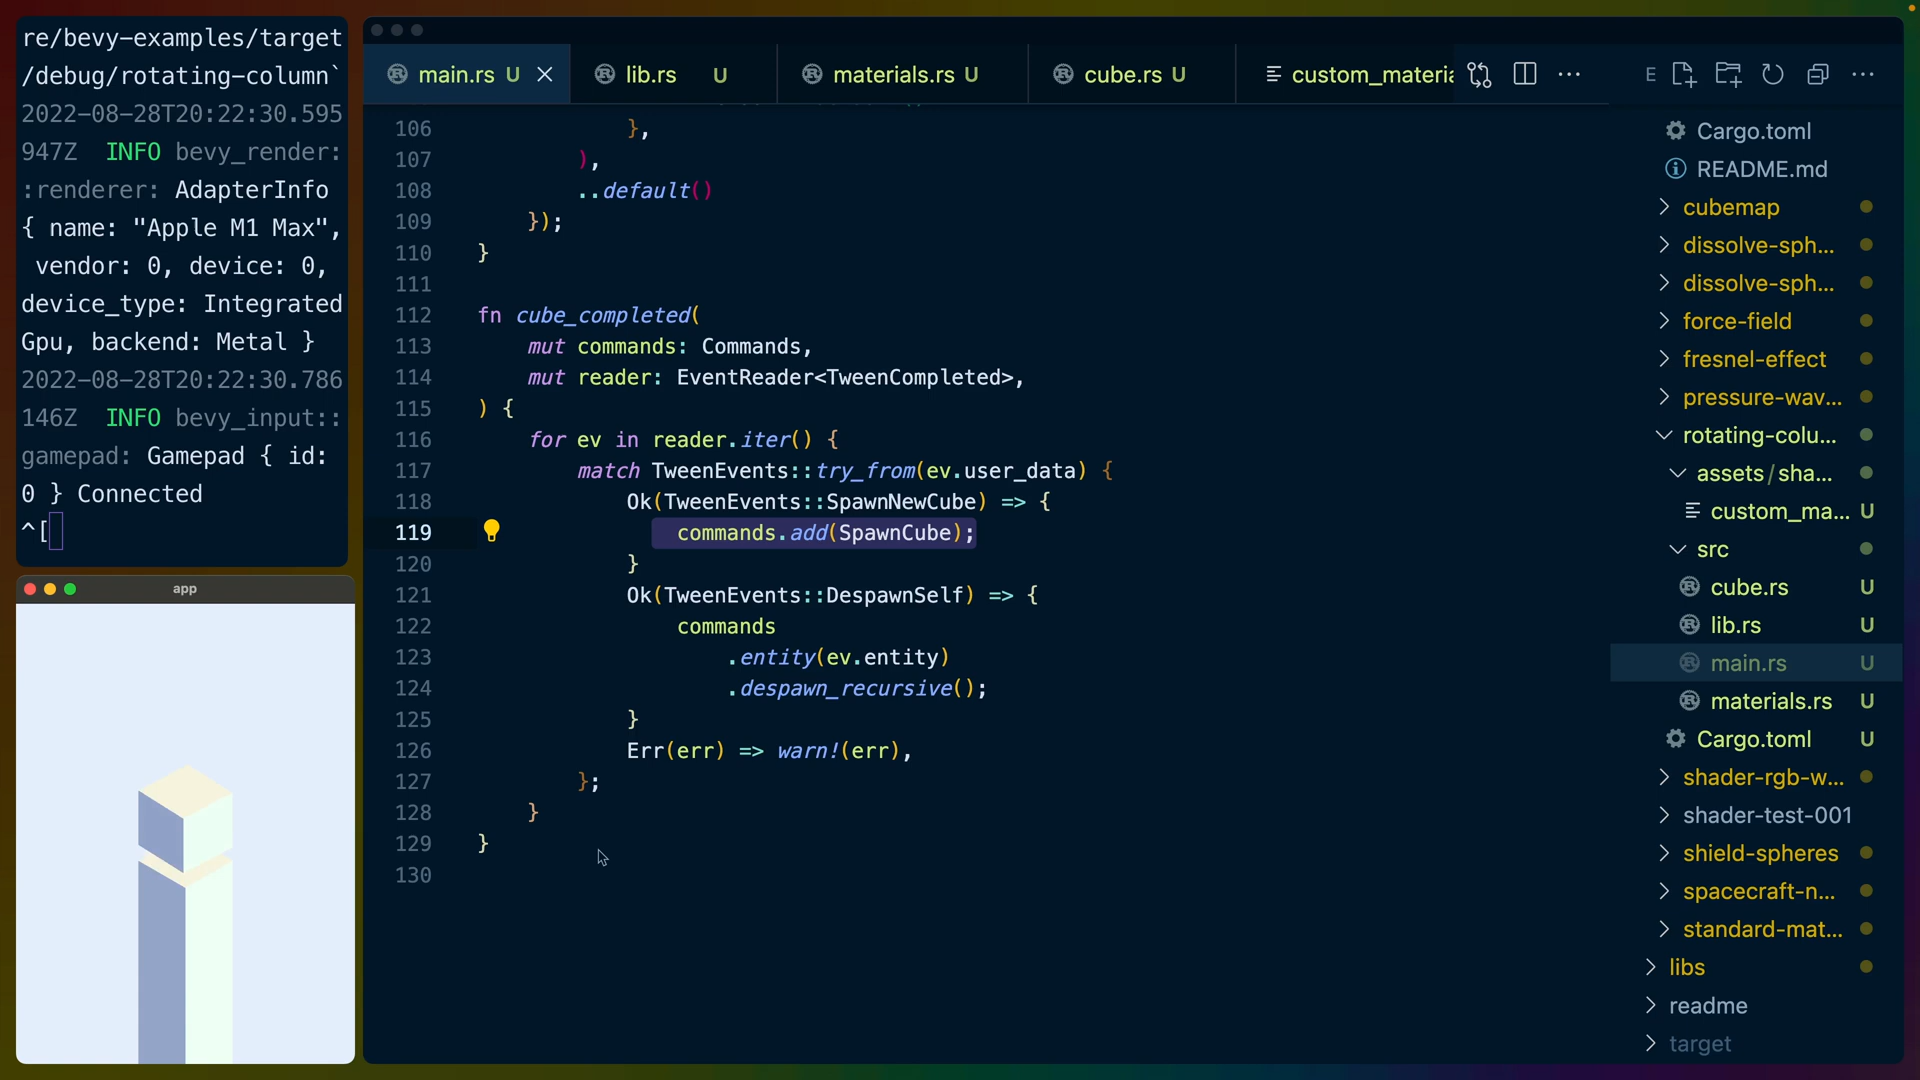 re/bevy-examples/target
/debug/rotating-column`
2022-08-28T20:22:30.595
947Z  INFO bevy_render:
:renderer: AdapterInfo
{ name: "Apple M1 Max",
 vendor: 0, device: 0,
device_type: Integrated
Gpu, backend: Metal }
2022-08-28T20:22:30.786
146Z  INFO bevy_input::
gamepad: Gamepad { id:
0 } Connected
^[
app
main.rs U
lib.rs U
materials.rs U
cube.rs U
custom_materia
E
106 },
107 ),
108 ..default()
109 });
110 }
111
112 fn cube_completed(
113 mut commands: Commands,
114 mut reader: EventReader<TweenCompleted>,
115 ) {
116 for ev in reader.iter() {
117 match TweenEvents::try_from(ev.user_data) {
118 Ok(TweenEvents::SpawnNewCube) => {
119 commands.add(SpawnCube);
120 }
121 Ok(TweenEvents::DespawnSelf) => {
122 commands
123 .entity(ev.entity)
124 .despawn_recursive();
125 }
126 Err(err) => warn!(err),
127 };
128 }
129 }
130
Cargo.toml
README.md
cubemap
dissolve-sph...
dissolve-sph...
force-field
fresnel-effect
pressure-wav...
rotating-colu...
assets/sha...
custom_ma... U
src
cube.rs U
lib.rs U
main.rs U
materials.rs U
Cargo.toml U
shader-rgb-w...
shader-test-001
shield-spheres
spacecraft-n...
standard-mat...
libs
readme
target